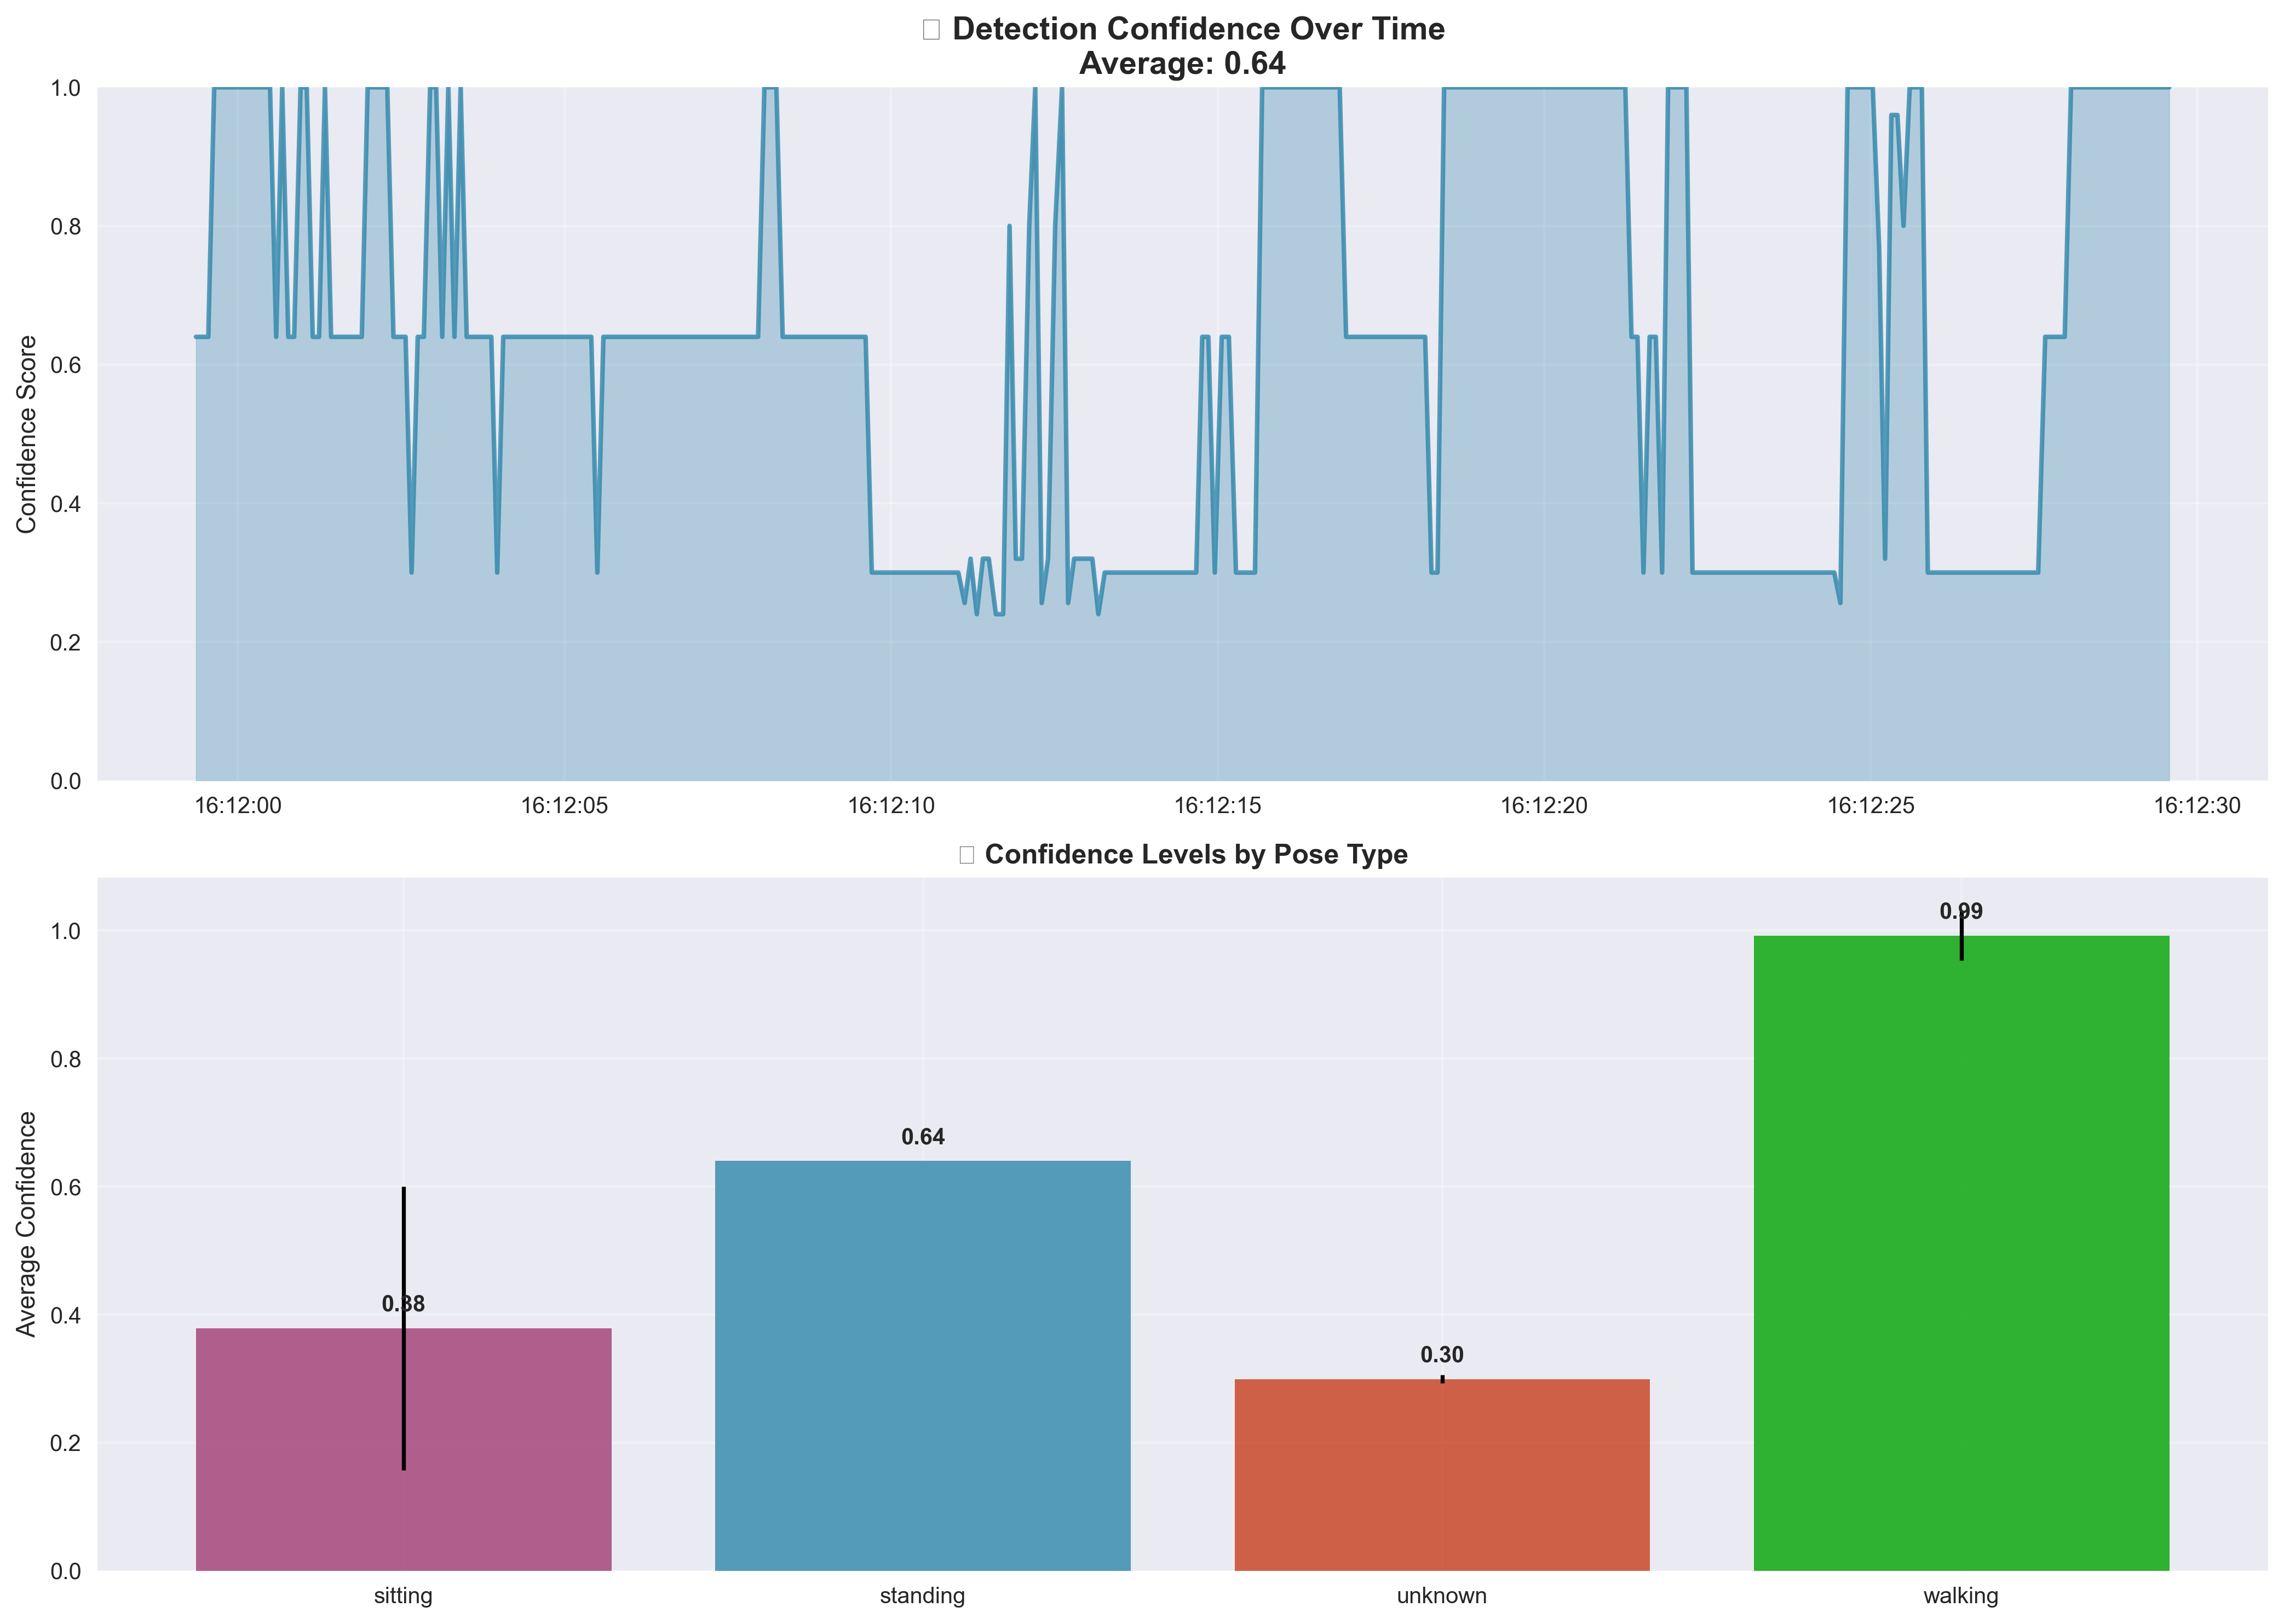 Detection Confidence Over Time
Average: 0.64
1.0
0.8
0.6
0.4
0.2
0.0
Confidence Score
16:12:00 16:12:05 16:12:10 16:12:15 16:12:20 16:12:25 16:12:30
Confidence Levels by Pose Type
1.0
0.8
0.6
0.4
0.2
0.0
Average Confidence
0.38
0.64
0.30
0.99
sitting standing unknown walking